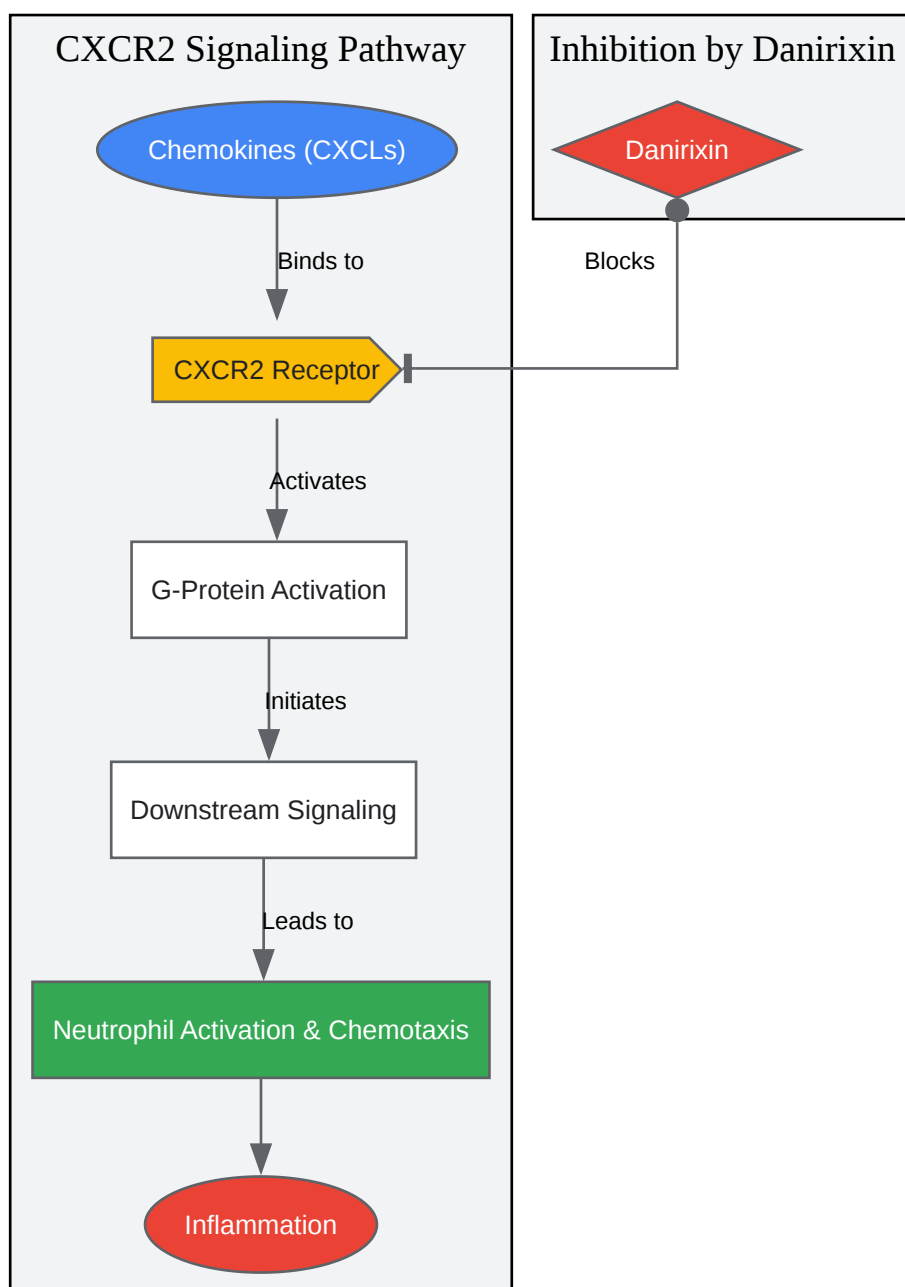 CXCR2 Signaling Pathway
Inhibition by Danirixin
Chemokines (CXCLs)
Danirixin
Binds to
Blocks
CXCR2 Receptor
Activates
G-Protein Activation
Initiates
Downstream Signaling
Leads to
Neutrophil Activation & Chemotaxis
Inflammation